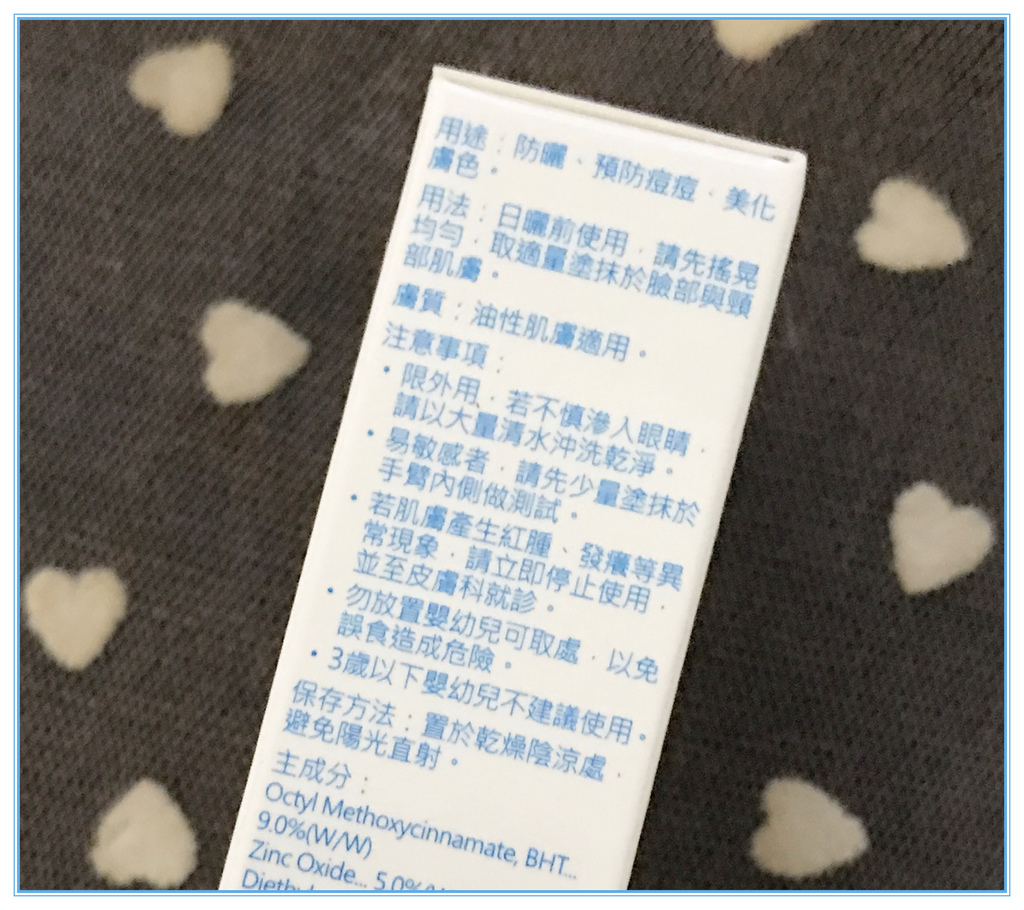 用途：防曬、預防痘痘，美化
膚色。
用法：日曬前使用，請先搖晃
均勻，取適量塗抹於臉部與頸
部肌膚。
膚質：油性肌膚適用。
注意事項：
• 限外用，若不慎滲入眼睛，
請以大量清水沖洗乾淨。
• 易敏感者，請先少量塗抹於
手臂內側做測試。
• 若肌膚產生紅腫、發癢等異
常現象，請立即停止使用，
並至皮膚科就診。
• 勿放置嬰幼兒可取處，以免
誤食造成危險。
• 3歲以下嬰幼兒不建議使用。
保存方法：置於乾燥陰涼處，
避免陽光直射。
主成分：
Octyl Methoxycinnamate, BHT...
9.0%(W/W)
Zinc Oxide... 5.0%